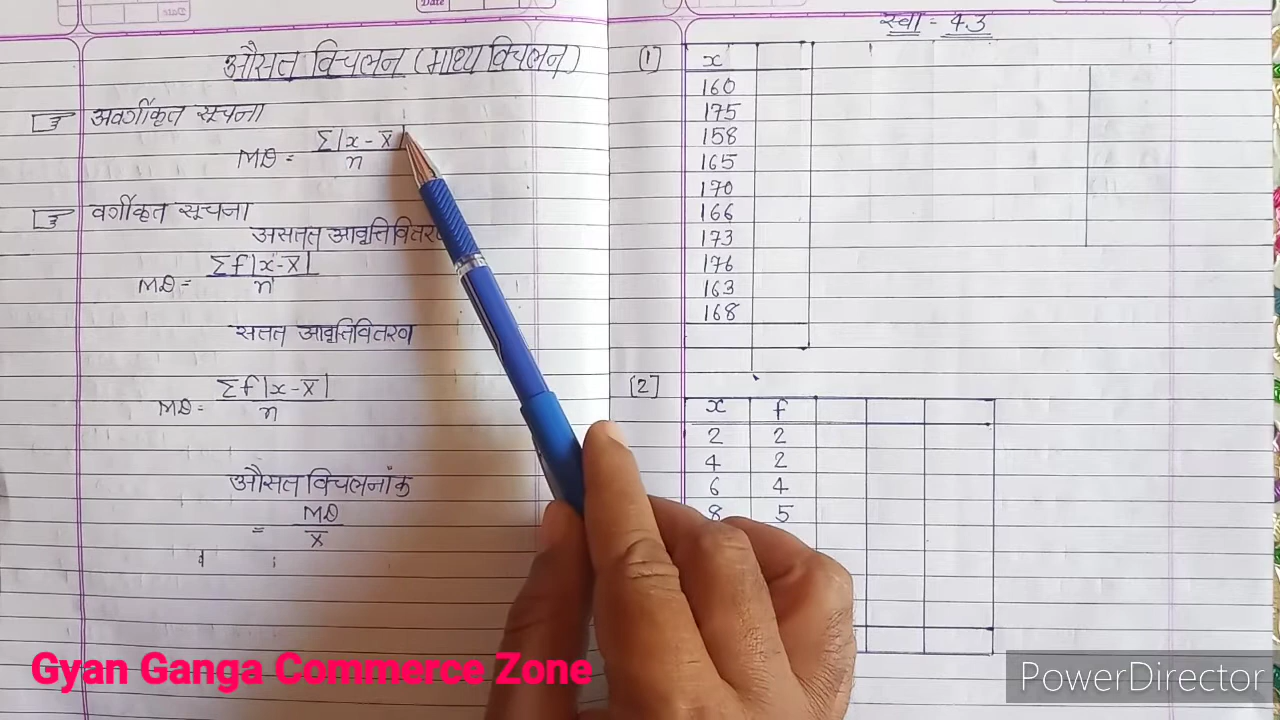 Date
औसत विचलन (माध्य विचलन)
अवर्गीकृत सूचना
MD = Σ|x - x̅| / n
वर्गीकृत सूचना
असतत आवृत्तिवितरण
MD = Σf|x-x̅| / n
सतत आवृत्तिवितरण
MD = Σf|x-x̅| / n
औसत विचलनांक
= MD / x̅
स्वा = 4.3
(1) x
160
175
158
165
170
166
173
176
163
168
[2]
x f
2 2
4 2
6 4
8 5
Gyan Ganga Commerce Zone
PowerDirector